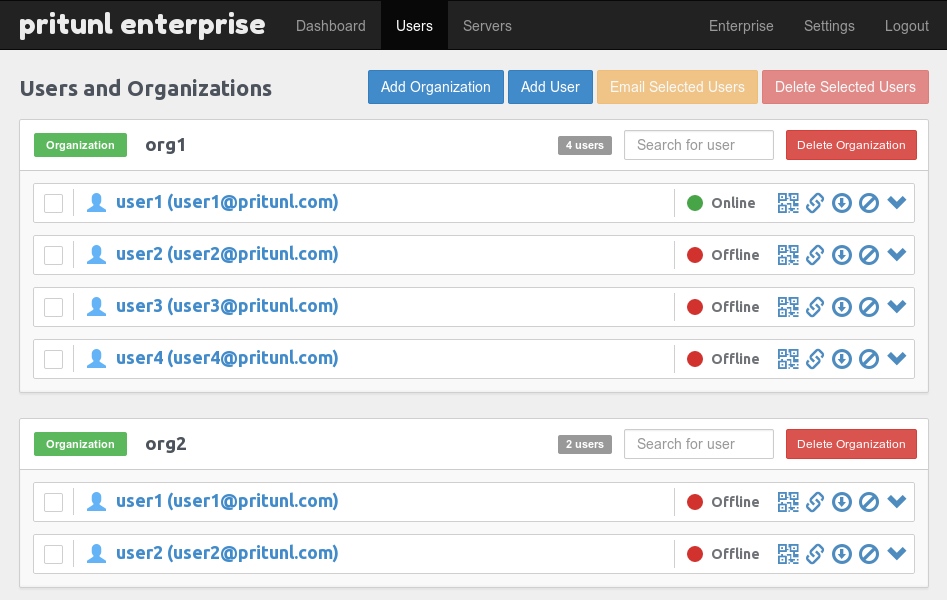 pritunl enterprise Dashboard Users Servers Enterprise Settings Logout
Users and Organizations Add Organization Add User Email Selected Users Delete Selected Users
Organization org1 4 users Search for user Delete Organization
user1 (user1@pritunl.com) Online
user2 (user2@pritunl.com) Offline
user3 (user3@pritunl.com) Offline
user4 (user4@pritunl.com) Offline
Organization org2 2 users Search for user Delete Organization
user1 (user1@pritunl.com) Offline
user2 (user2@pritunl.com) Offline